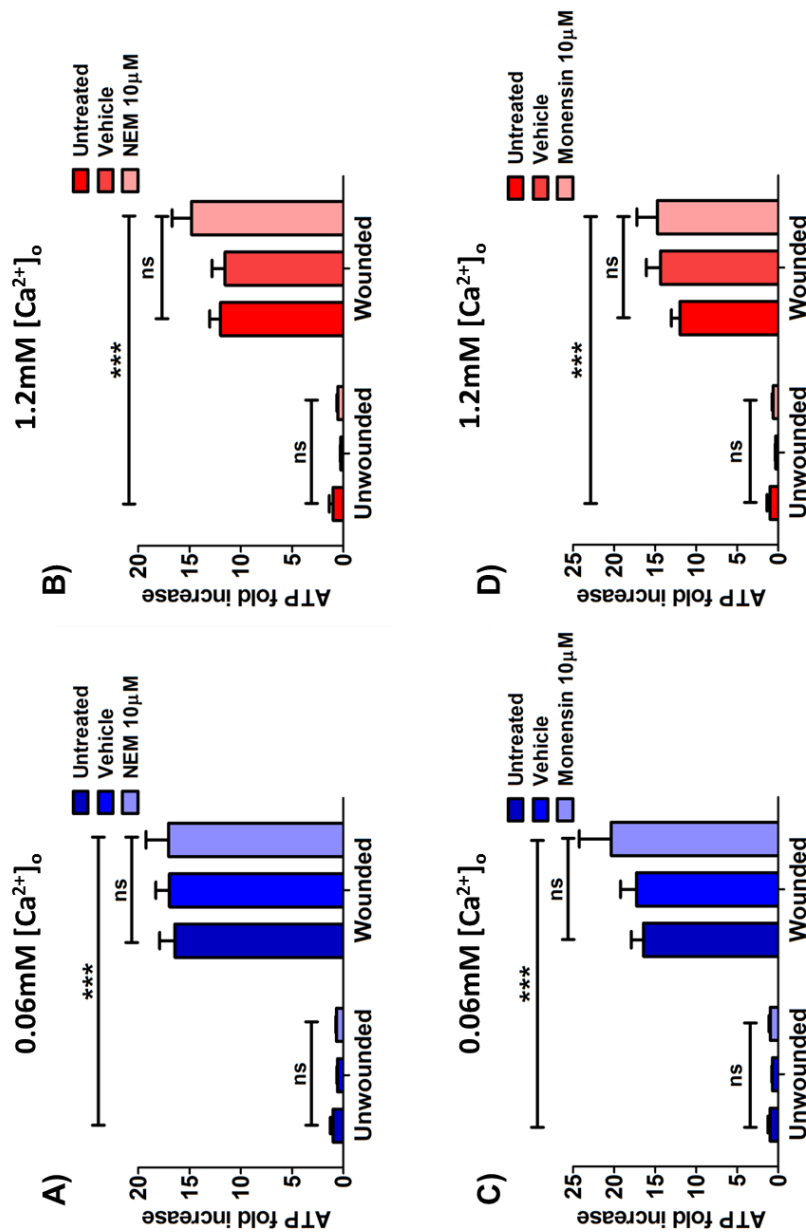 A)
0.06mM [Ca²⁺]ₒ
Untreated
Vehicle
NEM 10µM
ATP fold increase
20
15
10
5
0
***
ns
ns
Unwounded
Wounded
B)
1.2mM [Ca²⁺]ₒ
Untreated
Vehicle
NEM 10µM
ATP fold increase
20
15
10
5
0
***
ns
ns
Unwounded
Wounded
C)
0.06mM [Ca²⁺]ₒ
Untreated
Vehicle
Monensin 10µM
ATP fold increase
25
20
15
10
5
0
***
ns
ns
Unwounded
Wounded
D)
1.2mM [Ca²⁺]ₒ
Untreated
Vehicle
Monensin 10µM
ATP fold increase
25
20
15
10
5
0
***
ns
ns
Unwounded
Wounded